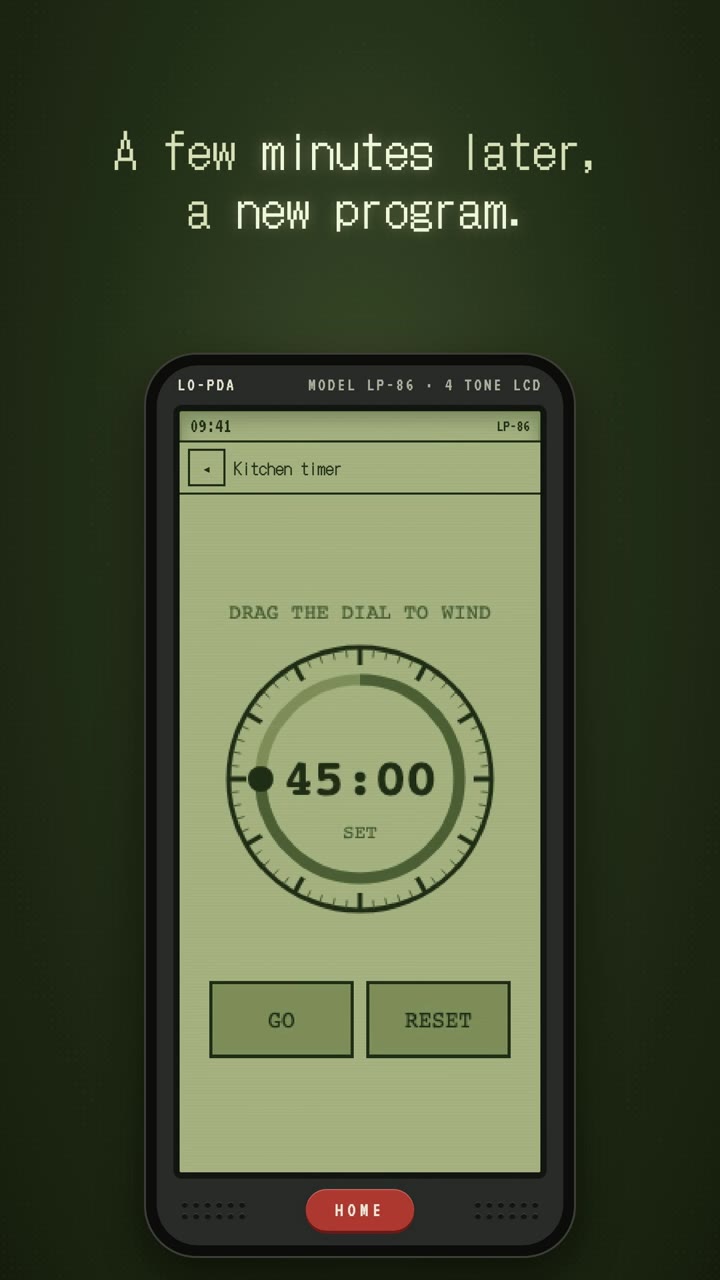 A few minutes later,
a new program.
LO-PDA MODEL LP-86 · 4 TONE LCD
09:41 LP-86
◂ Kitchen timer
DRAG THE DIAL TO WIND
45:00
SET
GO RESET
HOME